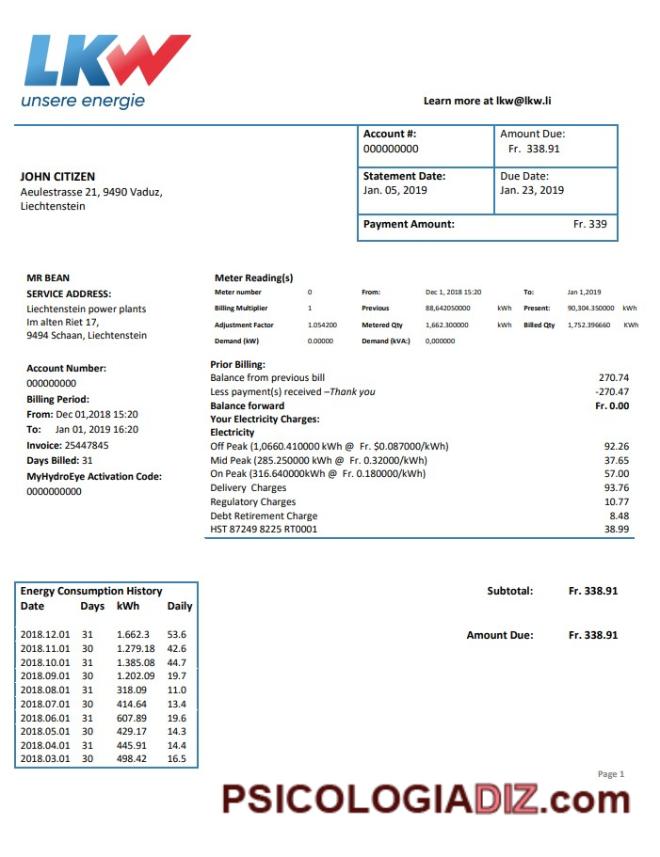 LKW
unsere energie
Learn more at lkw@lkw.li
Account #:
000000000
Amount Due:
Fr. 338.91
JOHN CITIZEN
Aeulestrasse 21, 9490 Vaduz,
Liechtenstein
Statement Date:
Jan. 05, 2019
Due Date:
Jan. 23, 2019
Payment Amount: Fr. 339
MR BEAN
SERVICE ADDRESS:
Liechtenstein power plants
Im alten Riet 17,
9494 Schaan, Liechtenstein
Account Number:
000000000
Billing Period:
From: Dec 01,2018 15:20
To: Jan 01, 2019 16:20
Invoice: 25447845
Days Billed: 31
MyHydroEye Activation Code:
0000000000
Meter Reading(s)
Meter number 0 From: Dec 1, 2018 15:20 To: Jan 1,2019
Billing Multiplier 1 Previous 88,642050000 kWh Present: 90,304.350000 kWh
Adjustment Factor 1.054200 Metered Qty 1,662.300000 kWh Billed Qty 1,752.396660 KWh
Demand (kW) 0.00000 Demand (kVA:) 0,000000
Prior Billing:
Balance from previous bill 270.74
Less payment(s) received –Thank you -270.47
Balance forward Fr. 0.00
Your Electricity Charges:
Electricity
Off Peak (1,0660.410000 kWh @ Fr. $0.087000/kWh) 92.26
Mid Peak (285.250000 kWh @ Fr. 0.32000/kWh) 37.65
On Peak (316.640000kWh @ Fr. 0.180000/kWh) 57.00
Delivery Charges 93.76
Regulatory Charges 10.77
Debt Retirement Charge 8.48
HST 87249 8225 RT0001 38.99
Energy Consumption History
Date Days kWh Daily
2018.12.01 31 1.662.3 53.6
2018.11.01 30 1.279.18 42.6
2018.10.01 31 1.385.08 44.7
2018.09.01 30 1.202.09 19.7
2018.08.01 31 318.09 11.0
2018.07.01 30 414.64 13.4
2018.06.01 31 607.89 19.6
2018.05.01 30 429.17 14.3
2018.04.01 31 445.91 14.4
2018.03.01 30 498.42 16.5
Subtotal: Fr. 338.91
Amount Due: Fr. 338.91
Page 1
PSICOLOGIADIZ.com